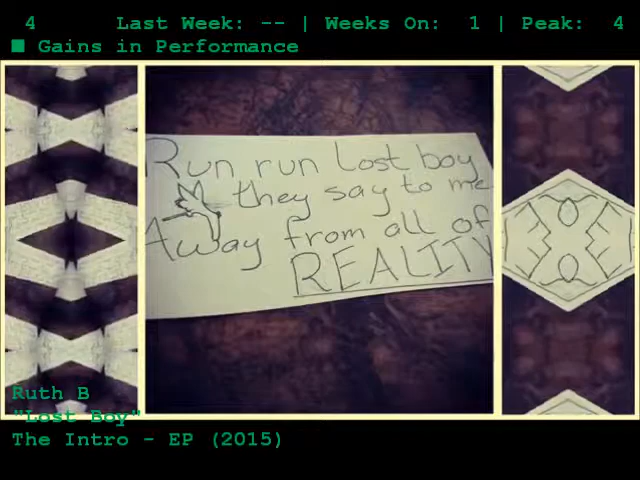 4 Last Week: -- | Weeks On: 1 | Peak: 4
■ Gains in Performance
Run run lost boy
they say to me
Away from all of
REALITY
Ruth B
"Lost Boy"
The Intro - EP (2015)